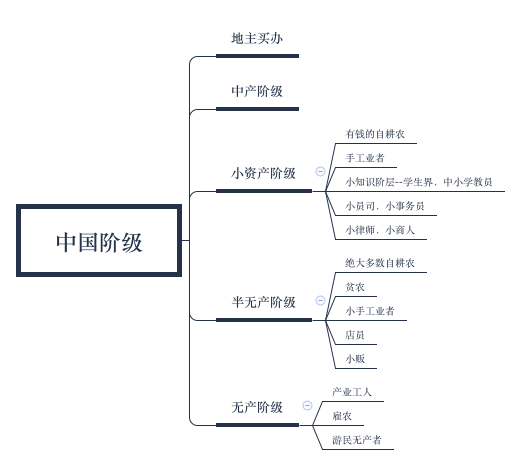 中国阶级
地主买办
中产阶级
小资产阶级
有钱的自耕农
手工业者
小知识阶层--学生界．中小学教员
小员司．小事务员
小律师．小商人
半无产阶级
绝大多数自耕农
贫农
小手工业者
店员
小贩
无产阶级
产业工人
雇农
游民无产者